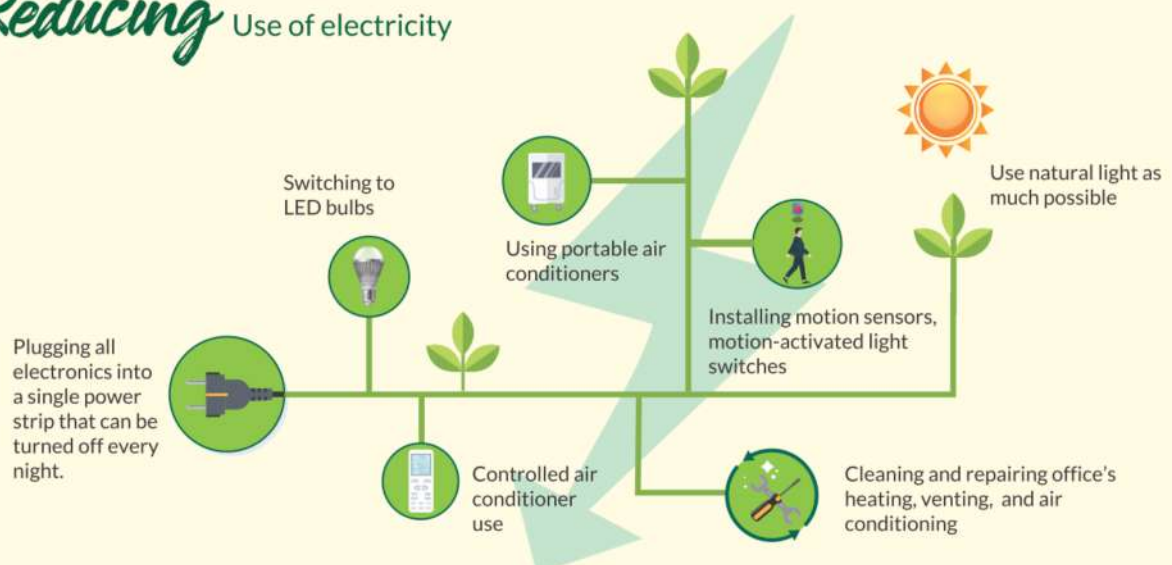 Reducing Use of electricity
Switching to
LED bulbs
Using portable air
conditioners
Use natural light as
much possible
Installing motion sensors,
motion-activated light
switches
Plugging all
electronics into
a single power
strip that can be
turned off every
night.
Controlled air
conditioner
use
Cleaning and repairing office's
heating, venting, and air
conditioning